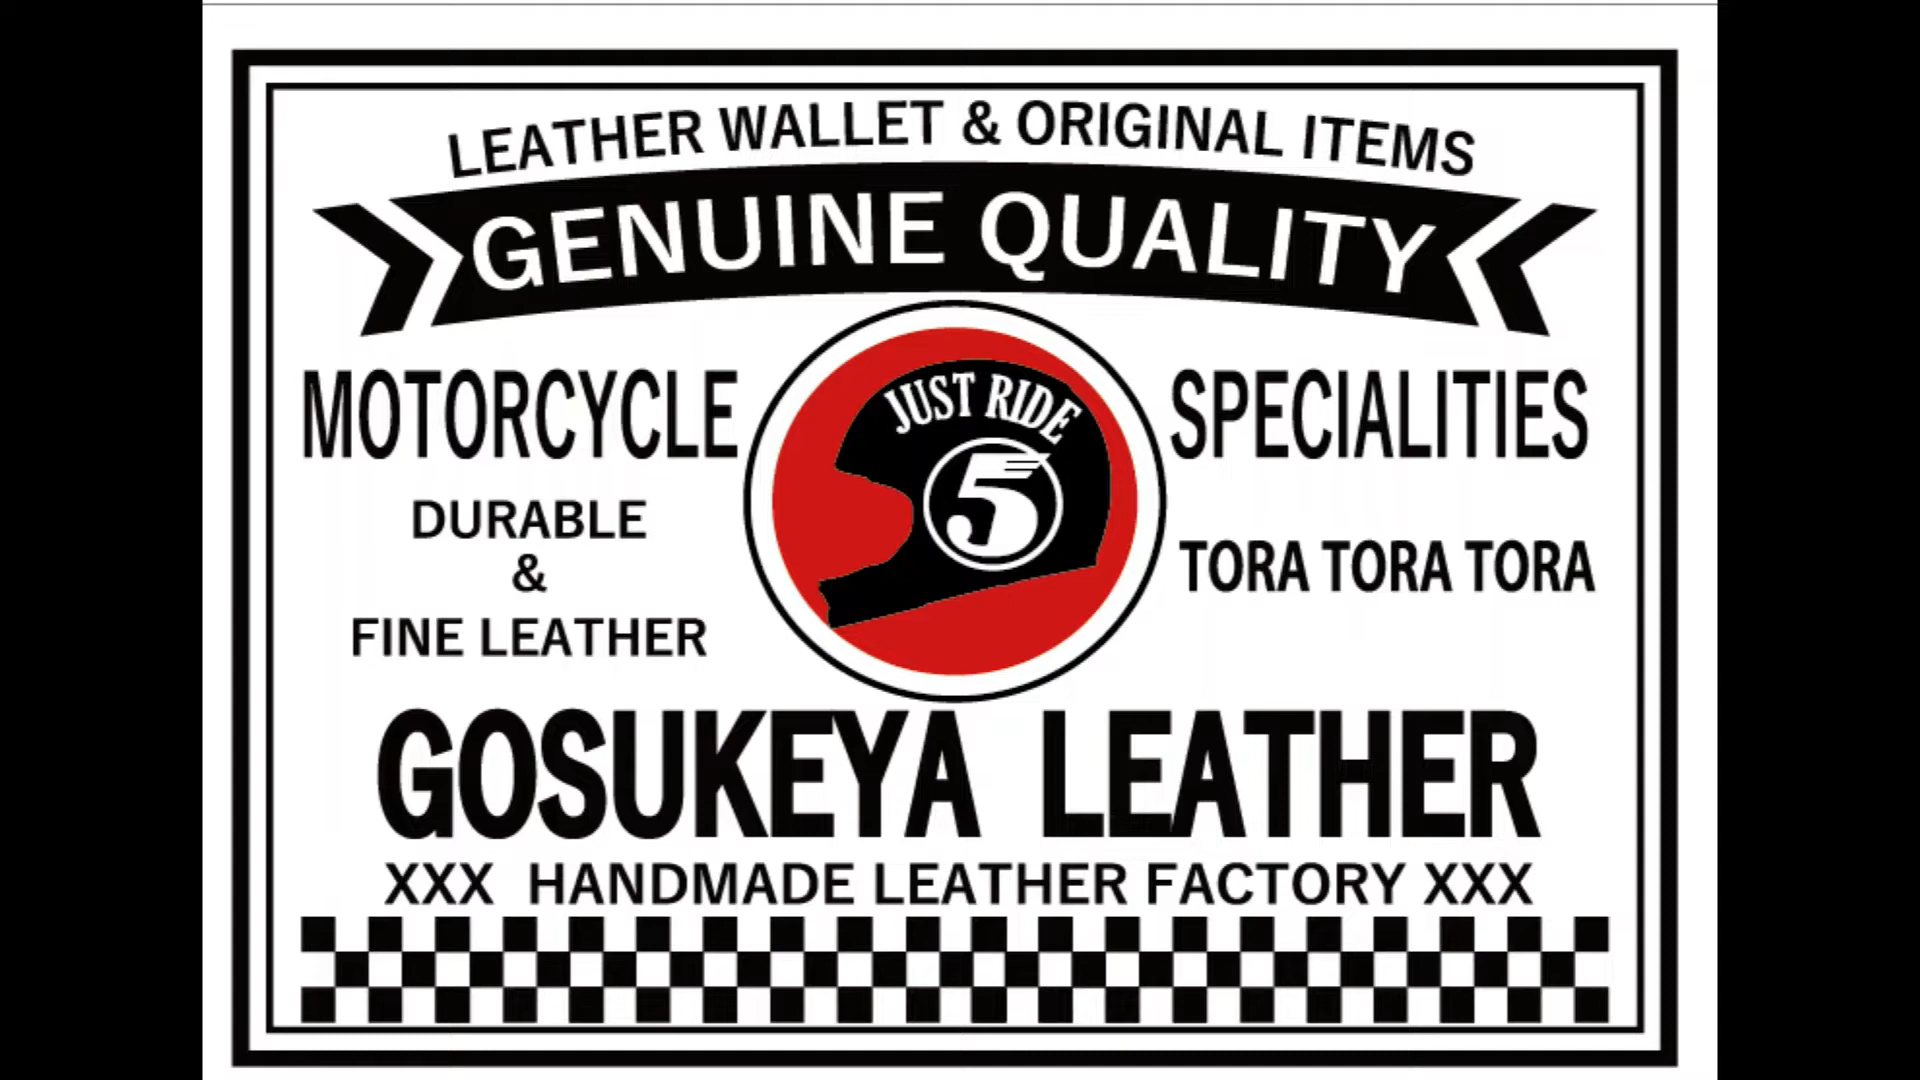 LEATHER WALLET & ORIGINAL ITEMS
GENUINE QUALITY
MOTORCYCLE
JUST RIDE
5
SPECIALITIES
DURABLE
&
FINE LEATHER
TORA TORA TORA
GOSUKEYA LEATHER
XXX HANDMADE LEATHER FACTORY XXX